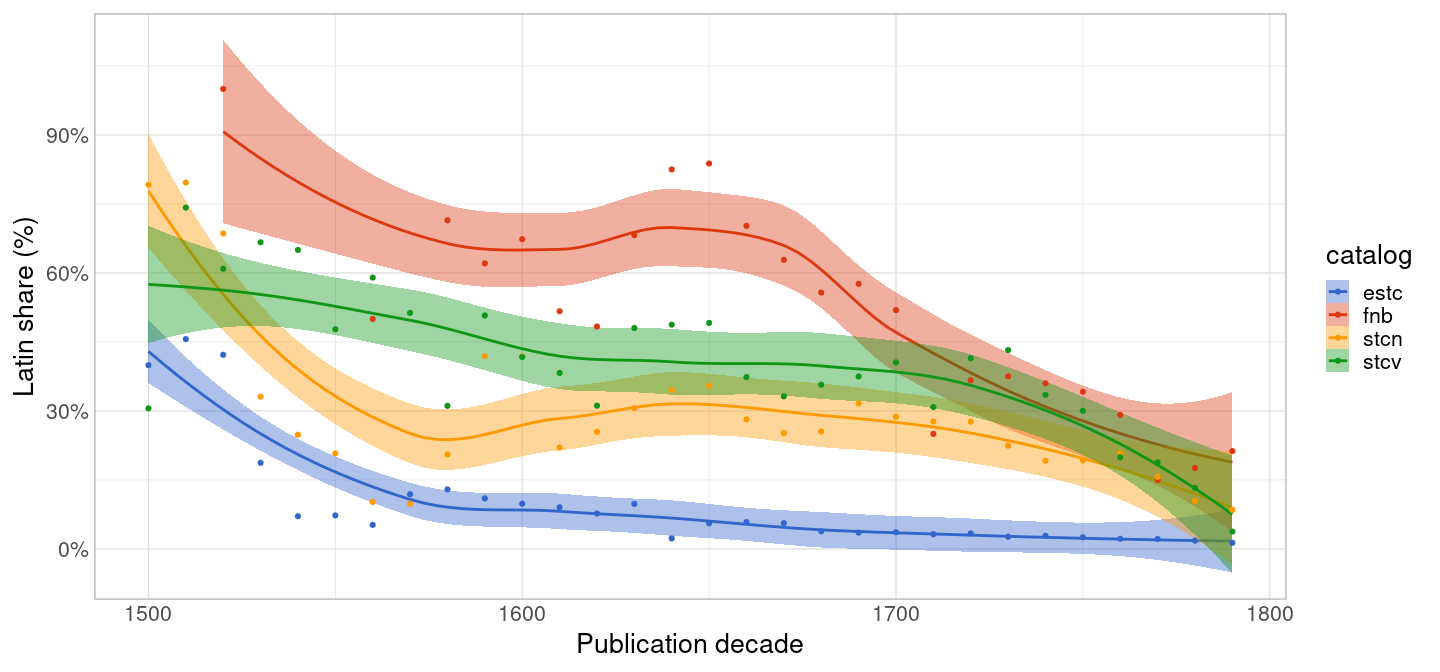 Latin share (%)
90%
60%
30%
0%
1500
1600
1700
1800
Publication decade
catalog
estc
fnb
stcn
stcv